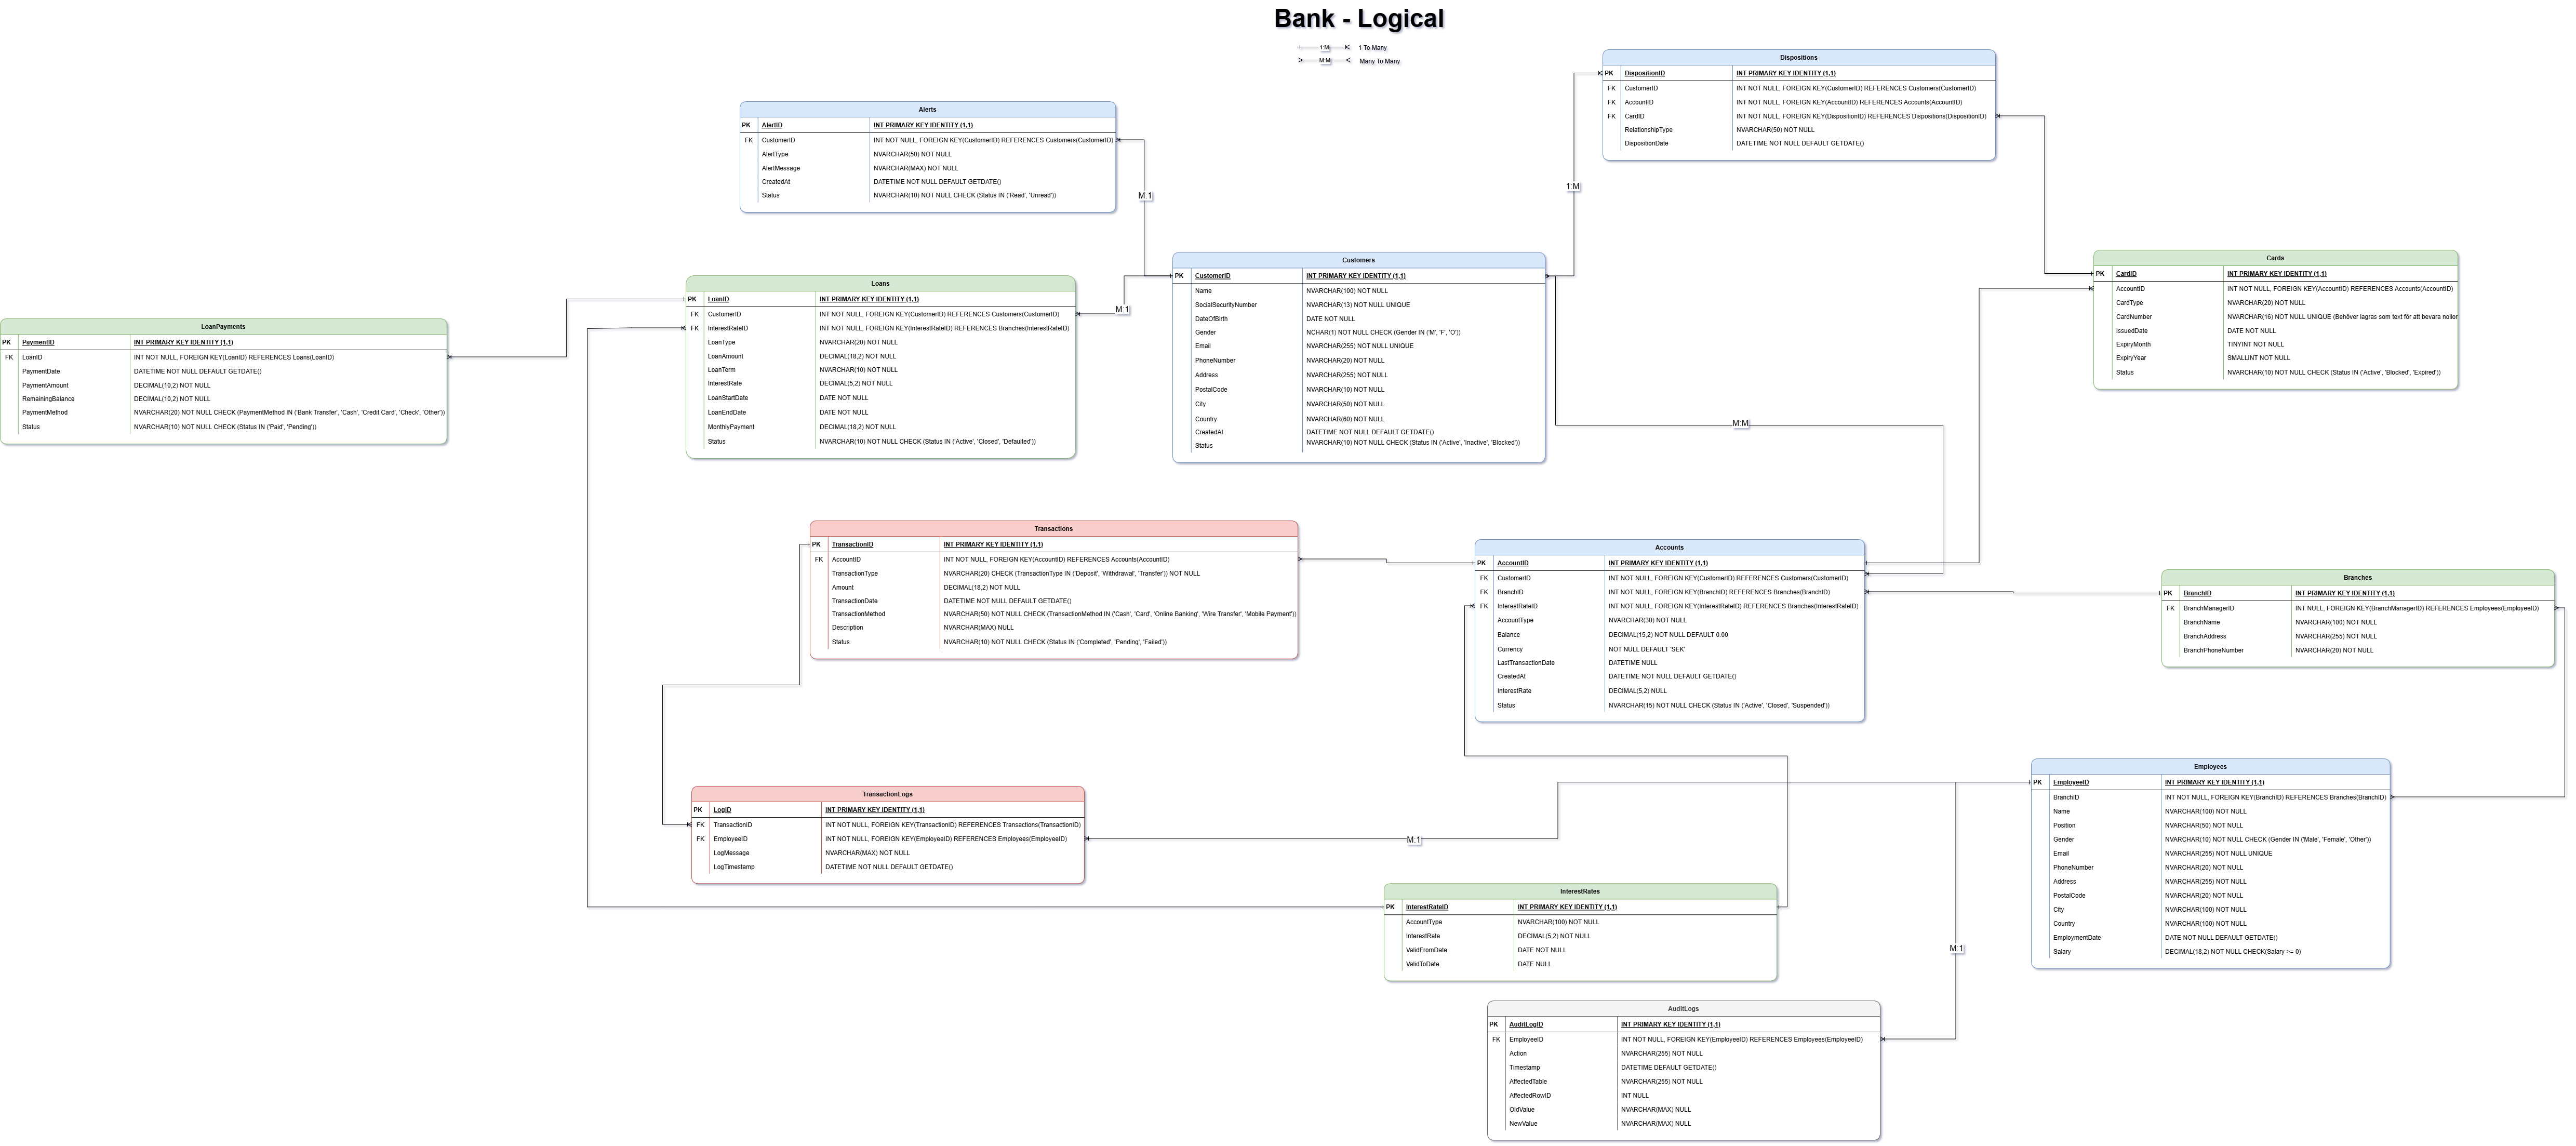 Bank - Logical
1:M 1 To Many
M:M Many To Many
Dispositions
PK DispositionID INT PRIMARY KEY IDENTITY (1,1)
FK CustomerID INT NOT NULL, FOREIGN KEY(CustomerID) REFERENCES Customers(CustomerID)
FK AccountID INT NOT NULL, FOREIGN KEY(AccountID) REFERENCES Accounts(AccountID)
FK CardID INT NOT NULL, FOREIGN KEY(DispositionID) REFERENCES Dispositions(DispositionID)
RelationshipType NVARCHAR(50) NOT NULL
DispositionDate DATETIME NOT NULL DEFAULT GETDATE()
Alerts
PK AlertID INT PRIMARY KEY IDENTITY (1,1)
FK CustomerID INT NOT NULL, FOREIGN KEY(CustomerID) REFERENCES Customers(CustomerID)
AlertType NVARCHAR(50) NOT NULL
AlertMessage NVARCHAR(MAX) NOT NULL
CreatedAt DATETIME NOT NULL DEFAULT GETDATE()
Status NVARCHAR(10) NOT NULL CHECK (Status IN ('Read', 'Unread'))
1:M
M:1
Customers
PK CustomerID INT PRIMARY KEY IDENTITY (1,1)
Name NVARCHAR(100) NOT NULL
SocialSecurityNumber NVARCHAR(13) NOT NULL UNIQUE
DateOfBirth DATE NOT NULL
Gender NCHAR(1) NOT NULL CHECK (Gender IN ('M', 'F', 'O'))
Email NVARCHAR(255) NOT NULL UNIQUE
PhoneNumber NVARCHAR(20) NOT NULL
Address NVARCHAR(255) NOT NULL
PostalCode NVARCHAR(10) NOT NULL
City NVARCHAR(50) NOT NULL
Country NVARCHAR(60) NOT NULL
CreatedAt DATETIME NOT NULL DEFAULT GETDATE()
Status NVARCHAR(10) NOT NULL CHECK (Status IN ('Active', 'Inactive', 'Blocked'))
Cards
PK CardID INT PRIMARY KEY IDENTITY (1,1)
AccountID INT NOT NULL, FOREIGN KEY(AccountID) REFERENCES Accounts(AccountID)
CardType NVARCHAR(20) NOT NULL
CardNumber NVARCHAR(16) NOT NULL UNIQUE (Behöver lagras som text för att bevara nollor
IssuedDate DATE NOT NULL
ExpiryMonth TINYINT NOT NULL
ExpiryYear SMALLINT NOT NULL
Status NVARCHAR(10) NOT NULL CHECK (Status IN ('Active', 'Blocked', 'Expired'))
Loans
PK LoanID INT PRIMARY KEY IDENTITY (1,1)
FK CustomerID INT NOT NULL, FOREIGN KEY(CustomerID) REFERENCES Customers(CustomerID)
FK InterestRateID INT NOT NULL, FOREIGN KEY(InterestRateID) REFERENCES Branches(InterestRateID)
LoanType NVARCHAR(20) NOT NULL
LoanAmount DECIMAL(18,2) NOT NULL
LoanTerm NVARCHAR(10) NOT NULL
InterestRate DECIMAL(5,2) NOT NULL
LoanStartDate DATE NOT NULL
LoanEndDate DATE NOT NULL
MonthlyPayment DECIMAL(18,2) NOT NULL
Status NVARCHAR(10) NOT NULL CHECK (Status IN ('Active', 'Closed', 'Defaulted'))
M:1
LoanPayments
PK PaymentID INT PRIMARY KEY IDENTITY (1,1)
FK LoanID INT NOT NULL, FOREIGN KEY(LoanID) REFERENCES Loans(LoanID)
PaymentDate DATETIME NOT NULL DEFAULT GETDATE()
PaymentAmount DECIMAL(10,2) NOT NULL
RemainingBalance DECIMAL(10,2) NOT NULL
PaymentMethod NVARCHAR(20) NOT NULL CHECK (PaymentMethod IN ('Bank Transfer', 'Cash', 'Credit Card', 'Check', 'Other'))
Status NVARCHAR(10) NOT NULL CHECK (Status IN ('Paid', 'Pending'))
M:M
Transactions
PK TransactionID INT PRIMARY KEY IDENTITY (1,1)
FK AccountID INT NOT NULL, FOREIGN KEY(AccountID) REFERENCES Accounts(AccountID)
TransactionType NVARCHAR(20) CHECK (TransactionType IN ('Deposit', 'Withdrawal', 'Transfer')) NOT NULL
Amount DECIMAL(18,2) NOT NULL
TransactionDate DATETIME NOT NULL DEFAULT GETDATE()
TransactionMethod NVARCHAR(50) NOT NULL CHECK (TransactionMethod IN ('Cash', 'Card', 'Online Banking', 'Wire Transfer', 'Mobile Payment'))
Description NVARCHAR(MAX) NULL
Status NVARCHAR(10) NOT NULL CHECK (Status IN ('Completed', 'Pending', 'Failed'))
Accounts
PK AccountID INT PRIMARY KEY IDENTITY (1,1)
FK CustomerID INT NOT NULL, FOREIGN KEY(CustomerID) REFERENCES Customers(CustomerID)
FK BranchID INT NOT NULL, FOREIGN KEY(BranchID) REFERENCES Branches(BranchID)
FK InterestRateID INT NOT NULL, FOREIGN KEY(InterestRateID) REFERENCES Branches(InterestRateID)
AccountType NVARCHAR(30) NOT NULL
Balance DECIMAL(15,2) NOT NULL DEFAULT 0.00
Currency NOT NULL DEFAULT 'SEK'
LastTransactionDate DATETIME NULL
CreatedAt DATETIME NOT NULL DEFAULT GETDATE()
InterestRate DECIMAL(5,2) NULL
Status NVARCHAR(15) NOT NULL CHECK (Status IN ('Active', 'Closed', 'Suspended'))
Branches
PK BranchID INT PRIMARY KEY IDENTITY (1,1)
FK BranchManagerID INT NULL, FOREIGN KEY(BranchManagerID) REFERENCES Employees(EmployeeID)
BranchName NVARCHAR(100) NOT NULL
BranchAddress NVARCHAR(255) NOT NULL
BranchPhoneNumber NVARCHAR(20) NOT NULL
Employees
PK EmployeeID INT PRIMARY KEY IDENTITY (1,1)
BranchID INT NOT NULL, FOREIGN KEY(BranchID) REFERENCES Branches(BranchID)
Name NVARCHAR(100) NOT NULL
Position NVARCHAR(50) NOT NULL
Gender NVARCHAR(10) NOT NULL CHECK (Gender IN ('Male', 'Female', 'Other'))
Email NVARCHAR(255) NOT NULL UNIQUE
PhoneNumber NVARCHAR(20) NOT NULL
Address NVARCHAR(255) NOT NULL
PostalCode NVARCHAR(20) NOT NULL
City NVARCHAR(100) NOT NULL
Country NVARCHAR(100) NOT NULL
EmploymentDate DATE NOT NULL DEFAULT GETDATE()
Salary DECIMAL(18,2) NOT NULL CHECK(Salary >= 0)
TransactionLogs
PK LogID INT PRIMARY KEY IDENTITY (1,1)
FK TransactionID INT NOT NULL, FOREIGN KEY(TransactionID) REFERENCES Transactions(TransactionID)
FK EmployeeID INT NOT NULL, FOREIGN KEY(EmployeeID) REFERENCES Employees(EmployeeID)
LogMessage NVARCHAR(MAX) NOT NULL
LogTimestamp DATETIME NOT NULL DEFAULT GETDATE()
M:1
InterestRates
PK InterestRateID INT PRIMARY KEY IDENTITY (1,1)
AccountType NVARCHAR(100) NOT NULL
InterestRate DECIMAL(5,2) NOT NULL
ValidFromDate DATE NOT NULL
ValidToDate DATE NULL
M:1
AuditLogs
PK AuditLogID INT PRIMARY KEY IDENTITY (1,1)
FK EmployeeID INT NOT NULL, FOREIGN KEY(EmployeeID) REFERENCES Employees(EmployeeID)
Action NVARCHAR(255) NOT NULL
Timestamp DATETIME DEFAULT GETDATE()
AffectedTable NVARCHAR(255) NOT NULL
AffectedRowID INT NULL
OldValue NVARCHAR(MAX) NULL
NewValue NVARCHAR(MAX) NULL